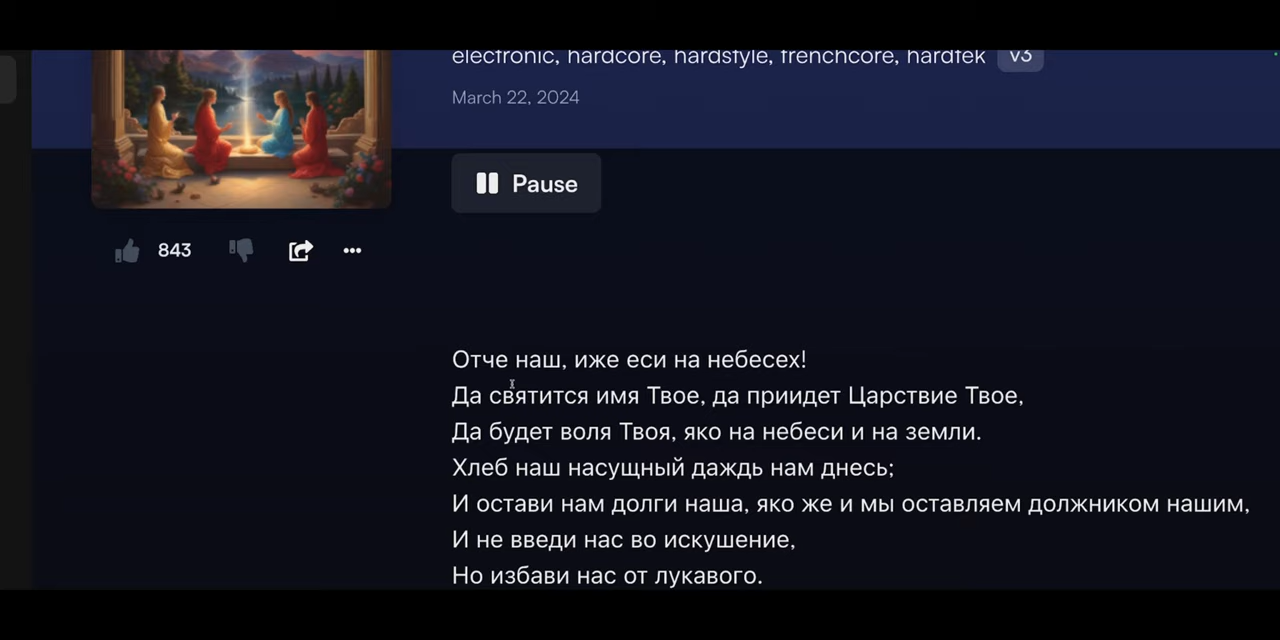 electronic, hardcore, hardstyle, frenchcore, hardtek v3
March 22, 2024
Pause
843
Отче наш, иже еси на небесех!
Да святится имя Твое, да приидет Царствие Твое,
Да будет воля Твоя, яко на небеси и на земли.
Хлеб наш насущный даждь нам днесь;
И остави нам долги наша, яко же и мы оставляем должником нашим,
И не введи нас во искушение,
Но избави нас от лукавого.